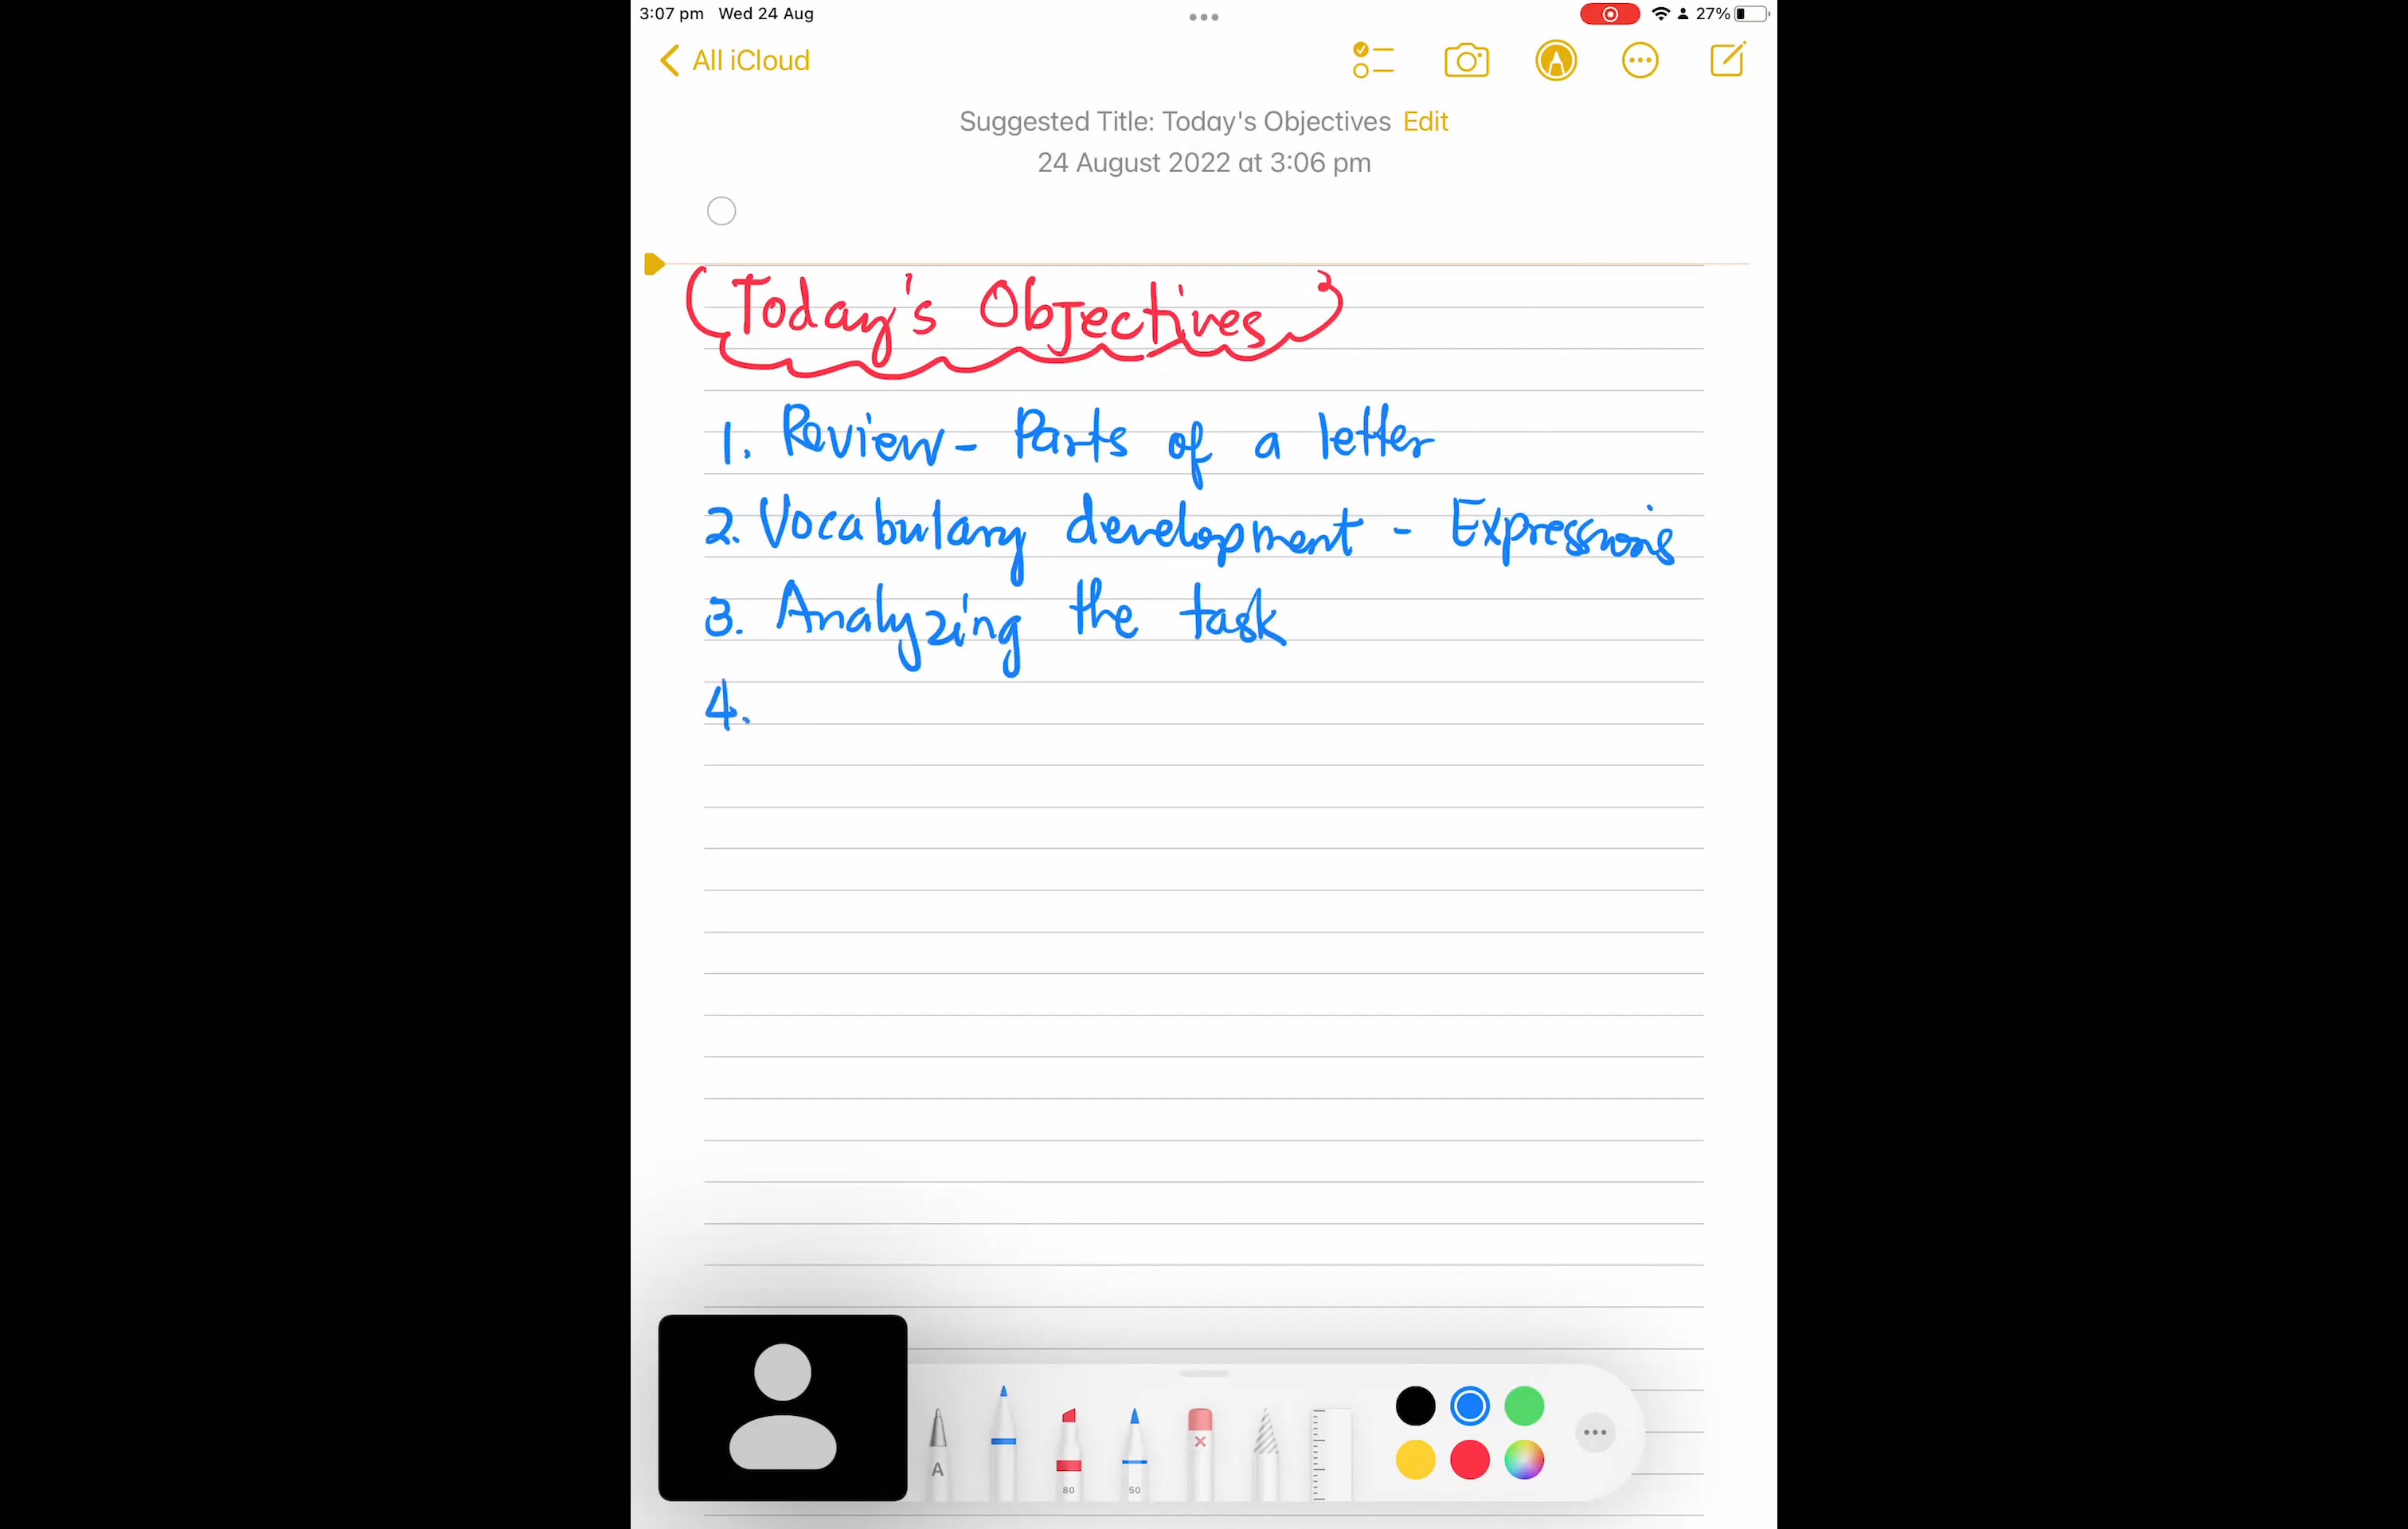 3:07 pm Wed 24 Aug 27%
All iCloud
Suggested Title: Today's Objectives Edit
24 August 2022 at 3:06 pm
Today's Objectives
1. Review - Parts of a letter
2. Vocabulary development - Expressions
3. Analyzing the task
4.
A
80 50